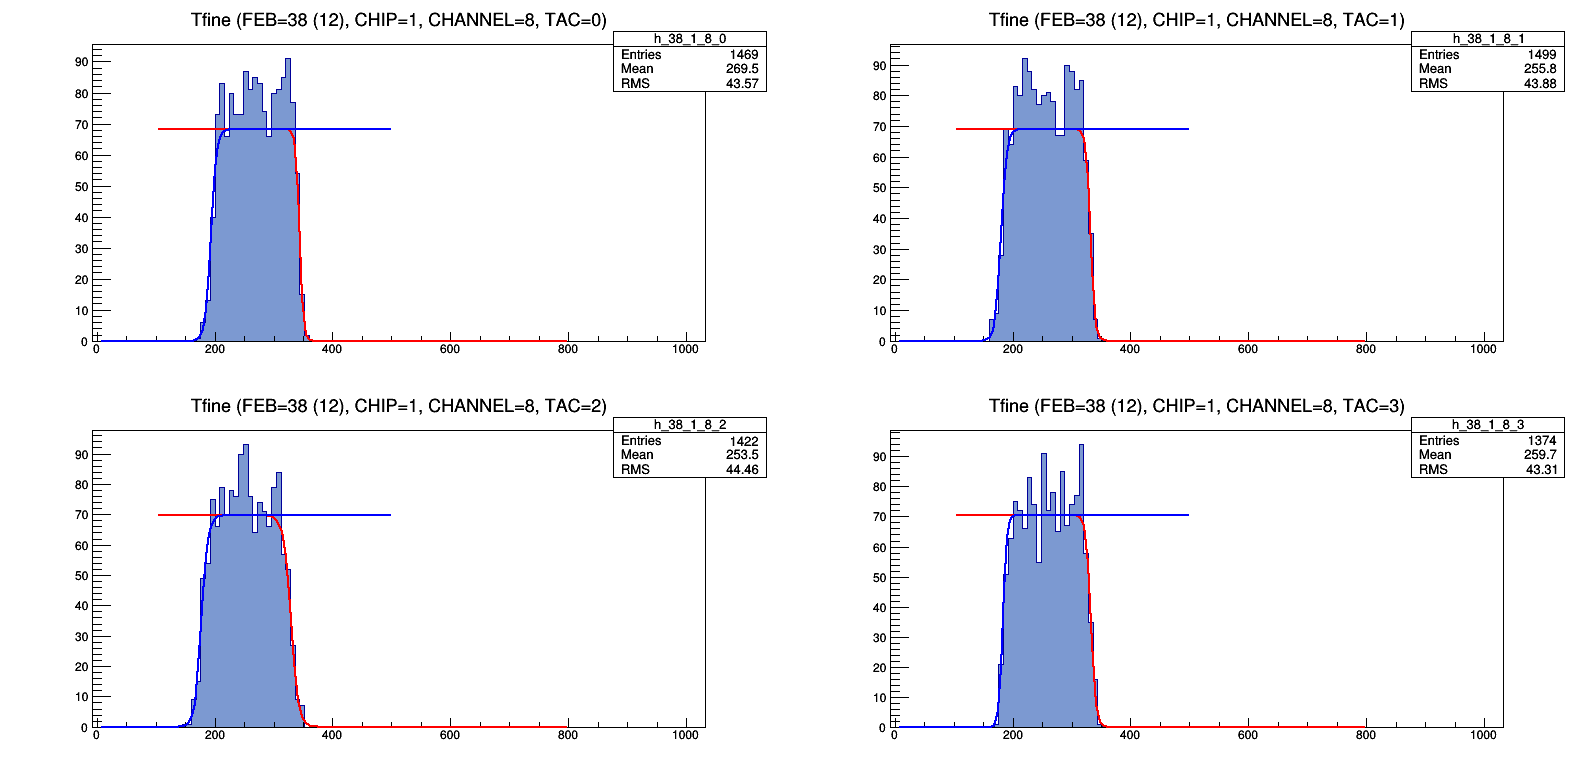 Tfine (FEB=38 (12), CHIP=1, CHANNEL=8, TAC=0)
h_38_1_8_0
Entries 1469
Mean 269.5
RMS 43.57
90
80
70
60
50
40
30
20
10
0
0 200 400 600 800 1000
Tfine (FEB=38 (12), CHIP=1, CHANNEL=8, TAC=1)
h_38_1_8_1
Entries 1499
Mean 255.8
RMS 43.88
90
80
70
60
50
40
30
20
10
0
0 200 400 600 800 1000
Tfine (FEB=38 (12), CHIP=1, CHANNEL=8, TAC=2)
h_38_1_8_2
Entries 1422
Mean 253.5
RMS 44.46
90
80
70
60
50
40
30
20
10
0
0 200 400 600 800 1000
Tfine (FEB=38 (12), CHIP=1, CHANNEL=8, TAC=3)
h_38_1_8_3
Entries 1374
Mean 259.7
RMS 43.31
90
80
70
60
50
40
30
20
10
0
0 200 400 600 800 1000